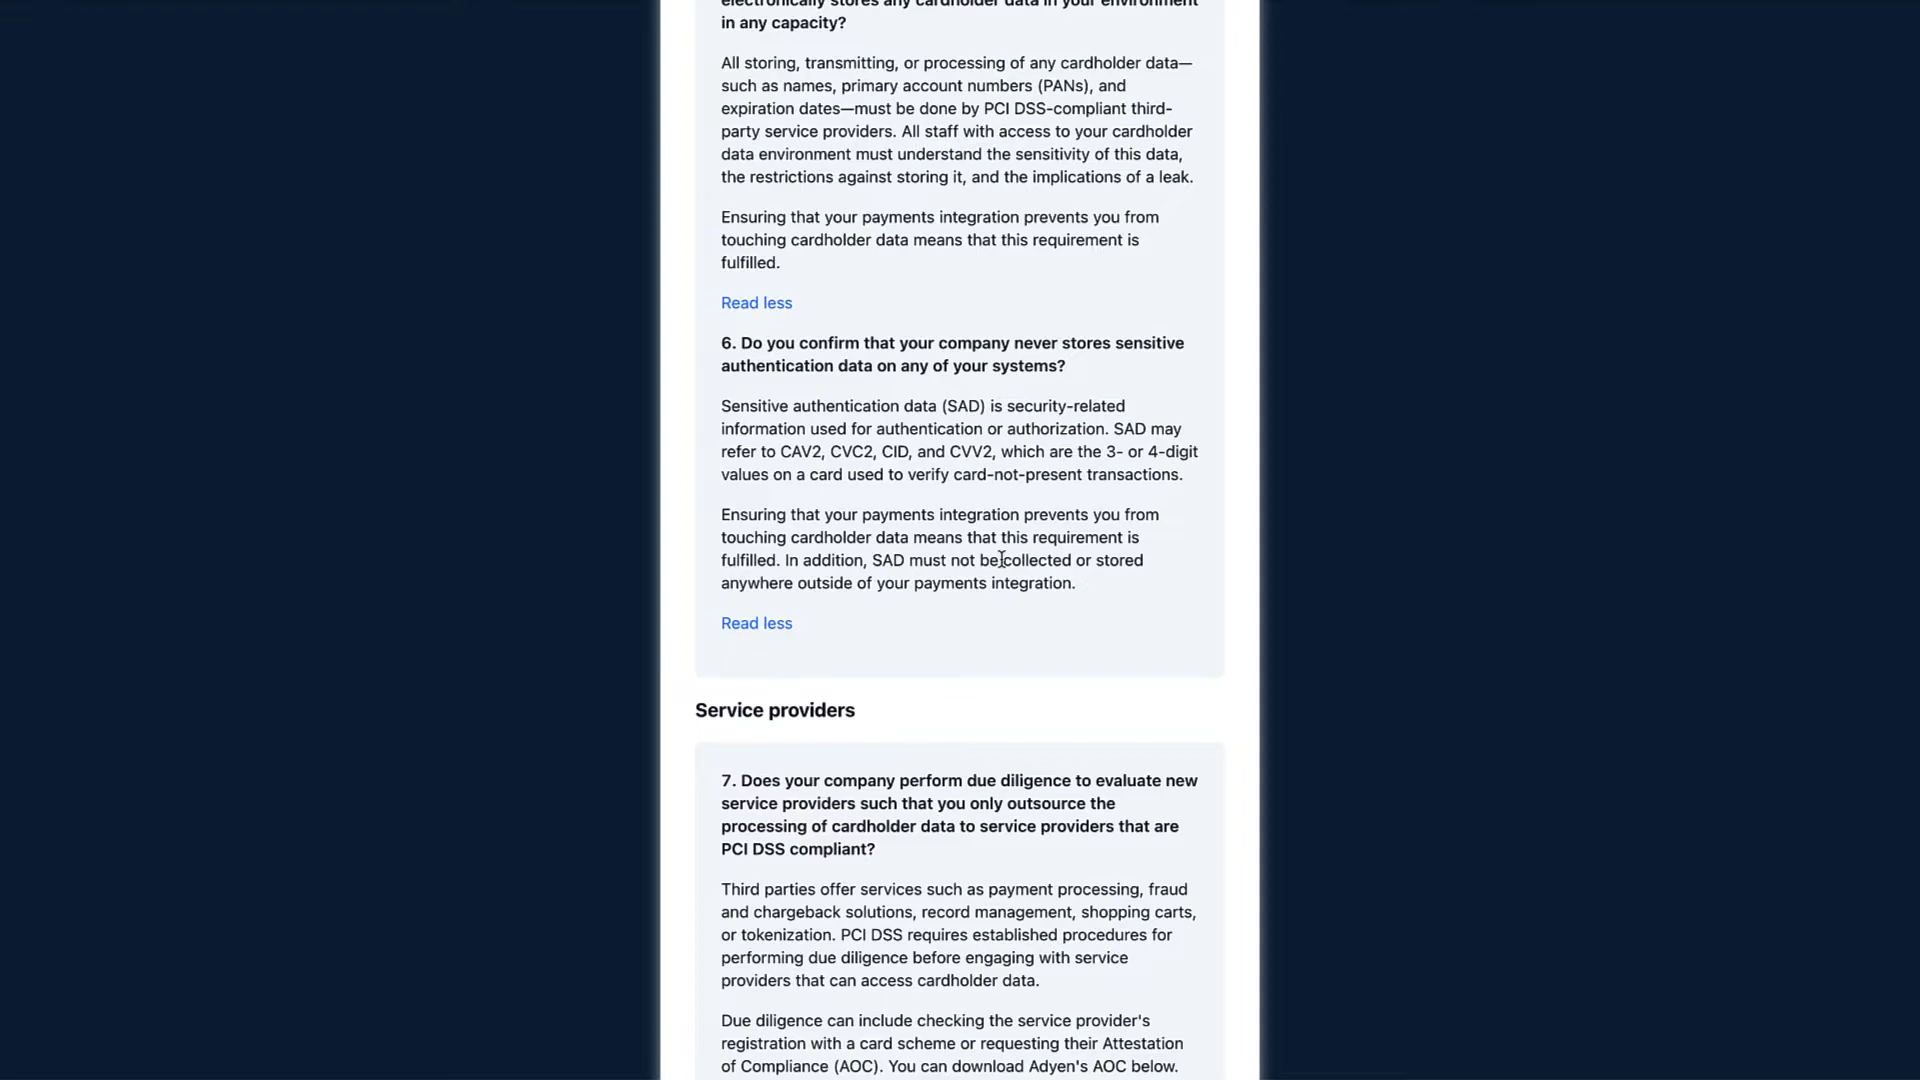 electronically stores any cardholder data in your environment
in any capacity?
All storing, transmitting, or processing of any cardholder data—
such as names, primary account numbers (PANs), and
expiration dates—must be done by PCI DSS-compliant third-
party service providers. All staff with access to your cardholder
data environment must understand the sensitivity of this data,
the restrictions against storing it, and the implications of a leak.
Ensuring that your payments integration prevents you from
touching cardholder data means that this requirement is
fulfilled.
Read less
6. Do you confirm that your company never stores sensitive
authentication data on any of your systems?
Sensitive authentication data (SAD) is security-related
information used for authentication or authorization. SAD may
refer to CAV2, CVC2, CID, and CVV2, which are the 3- or 4-digit
values on a card used to verify card-not-present transactions.
Ensuring that your payments integration prevents you from
touching cardholder data means that this requirement is
fulfilled. In addition, SAD must not be collected or stored
anywhere outside of your payments integration.
Read less
Service providers
7. Does your company perform due diligence to evaluate new
service providers such that you only outsource the
processing of cardholder data to service providers that are
PCI DSS compliant?
Third parties offer services such as payment processing, fraud
and chargeback solutions, record management, shopping carts,
or tokenization. PCI DSS requires established procedures for
performing due diligence before engaging with service
providers that can access cardholder data.
Due diligence can include checking the service provider's
registration with a card scheme or requesting their Attestation
of Compliance (AOC). You can download Adyen's AOC below.